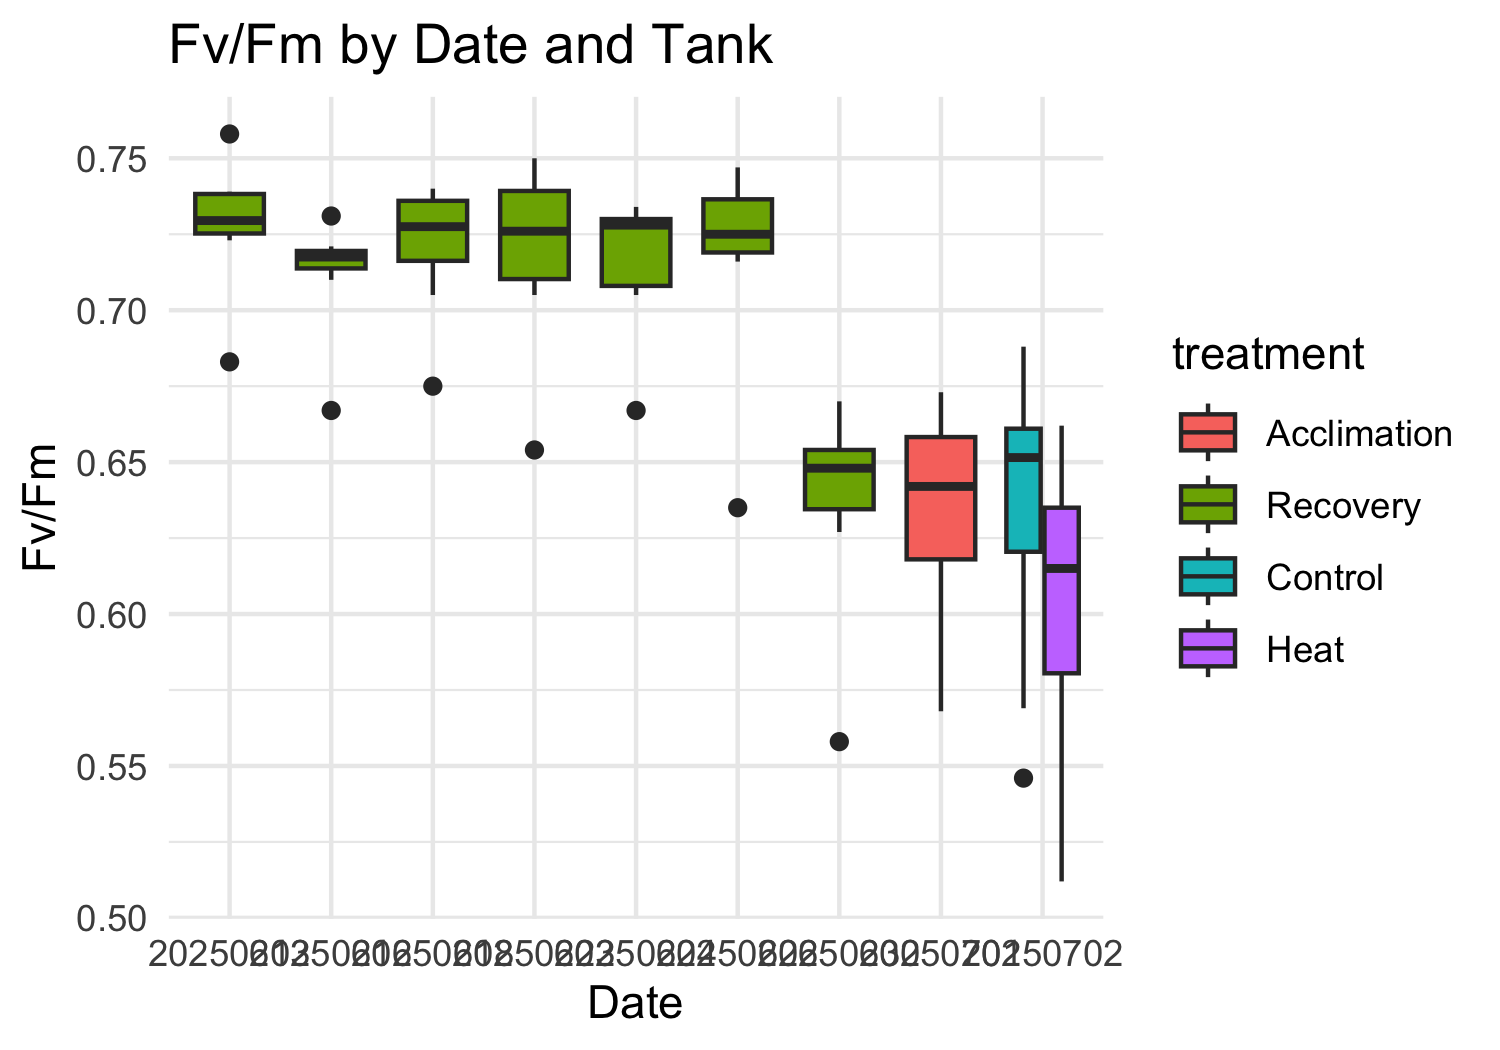 Fv/Fm by Date and Tank
0.75
0.70
0.65
0.60
0.55
0.50
Fv/Fm
20250702
Date
treatment
Acclimation
Recovery
Control
Heat